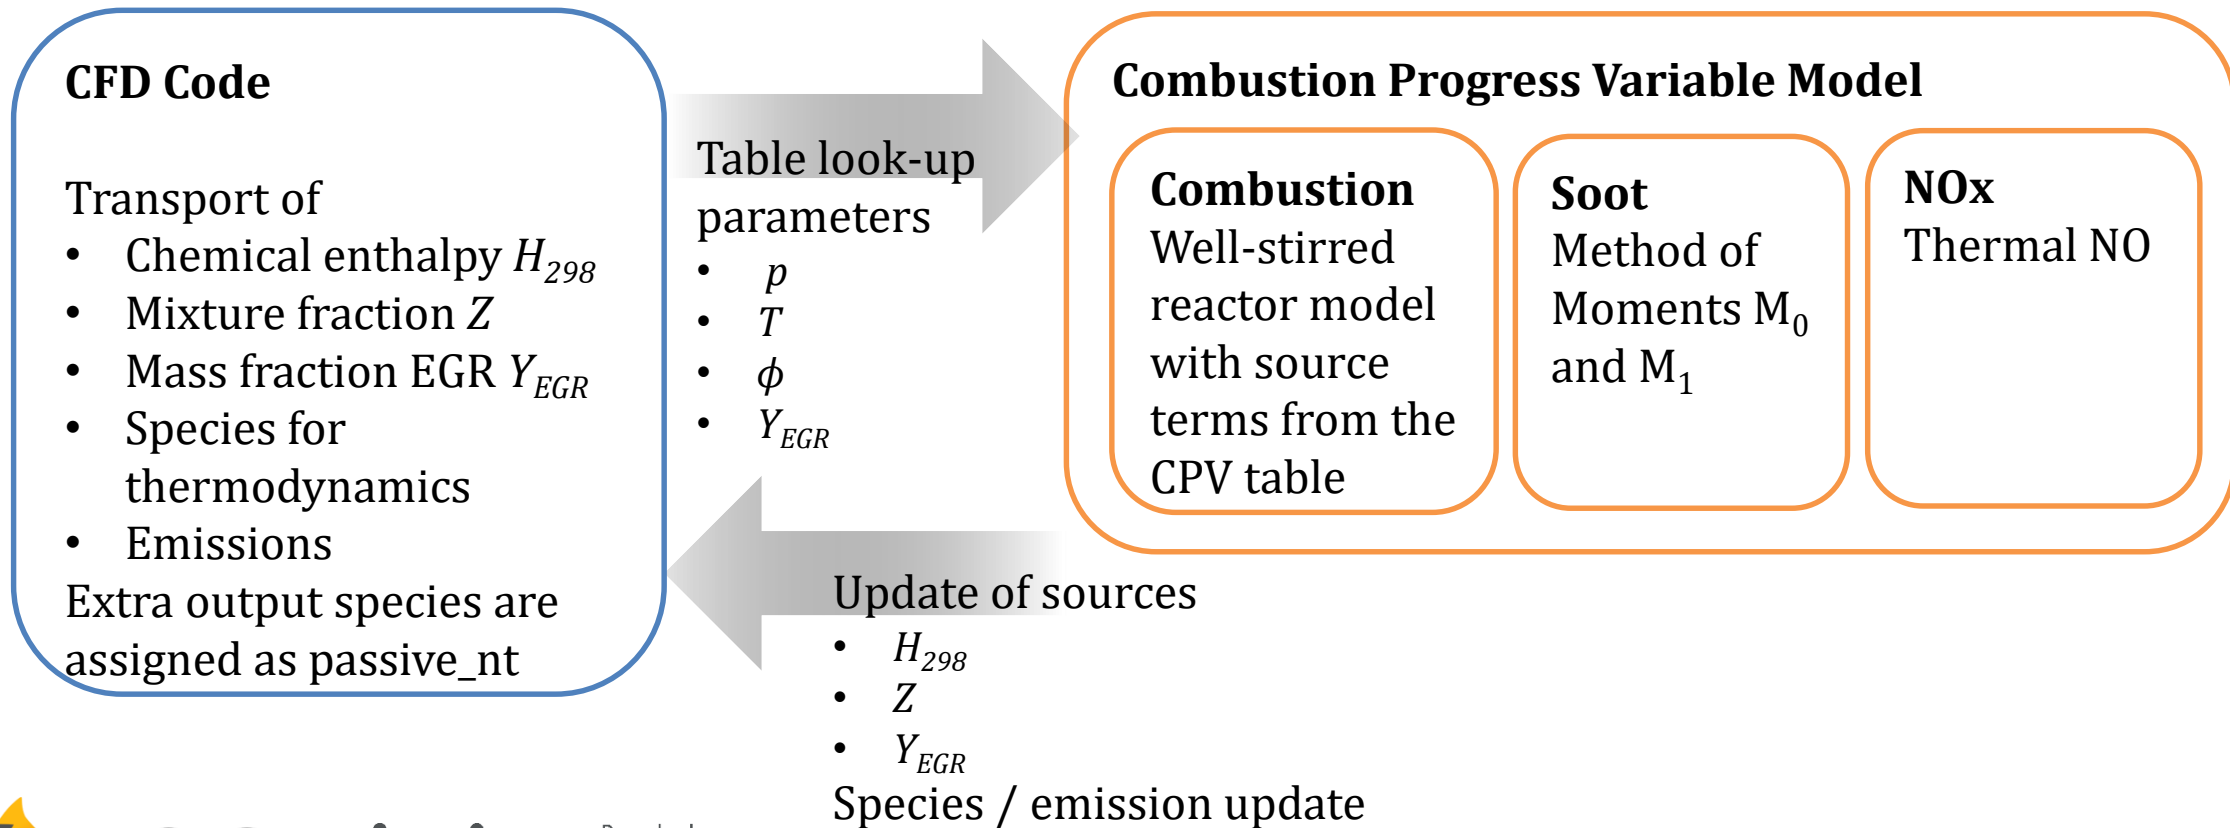 CFD Code
Transport of
• Chemical enthalpy H298
• Mixture fraction Z
• Mass fraction EGR YEGR
• Species for
thermodynamics
• Emissions
Extra output species are
assigned as passive_nt
Table look-up
parameters
• p
• T
• ϕ
• YEGR
Combustion Progress Variable Model
Combustion
Well-stirred
reactor model
with source
terms from the
CPV table
Soot
Method of
Moments M0
and M1
NOx
Thermal NO
Update of sources
• H298
• Z
• YEGR
Species / emission update